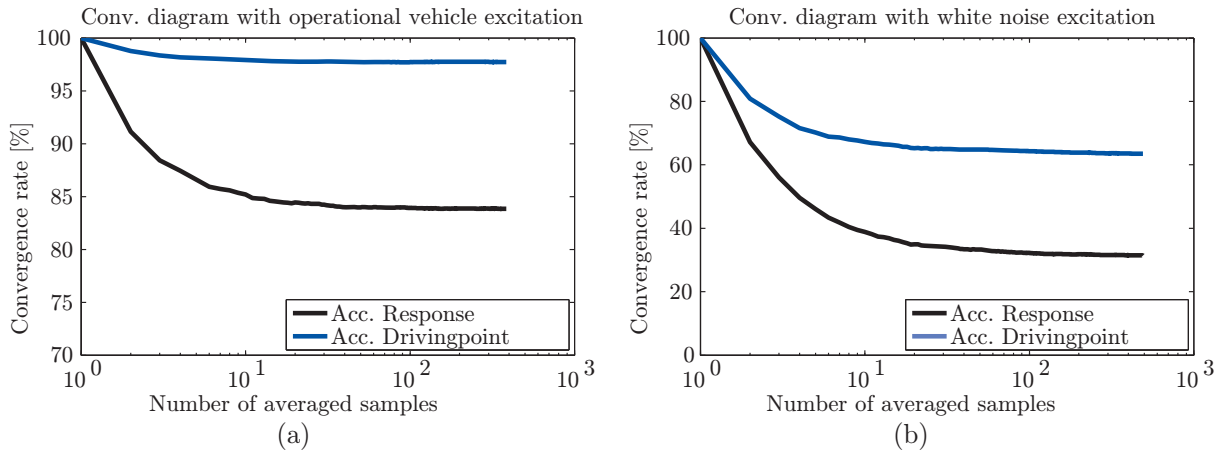 Conv. diagram with operational vehicle excitation
100
95
90
85
80
75
70
Convergence rate [%]
Acc. Response
Acc. Drivingpoint
10^0
10^1
10^2
10^3
Number of averaged samples
(a)
Conv. diagram with white noise excitation
100
80
60
40
20
0
Convergence rate [%]
Acc. Response
Acc. Drivingpoint
10^0
10^1
10^2
10^3
Number of averaged samples
(b)